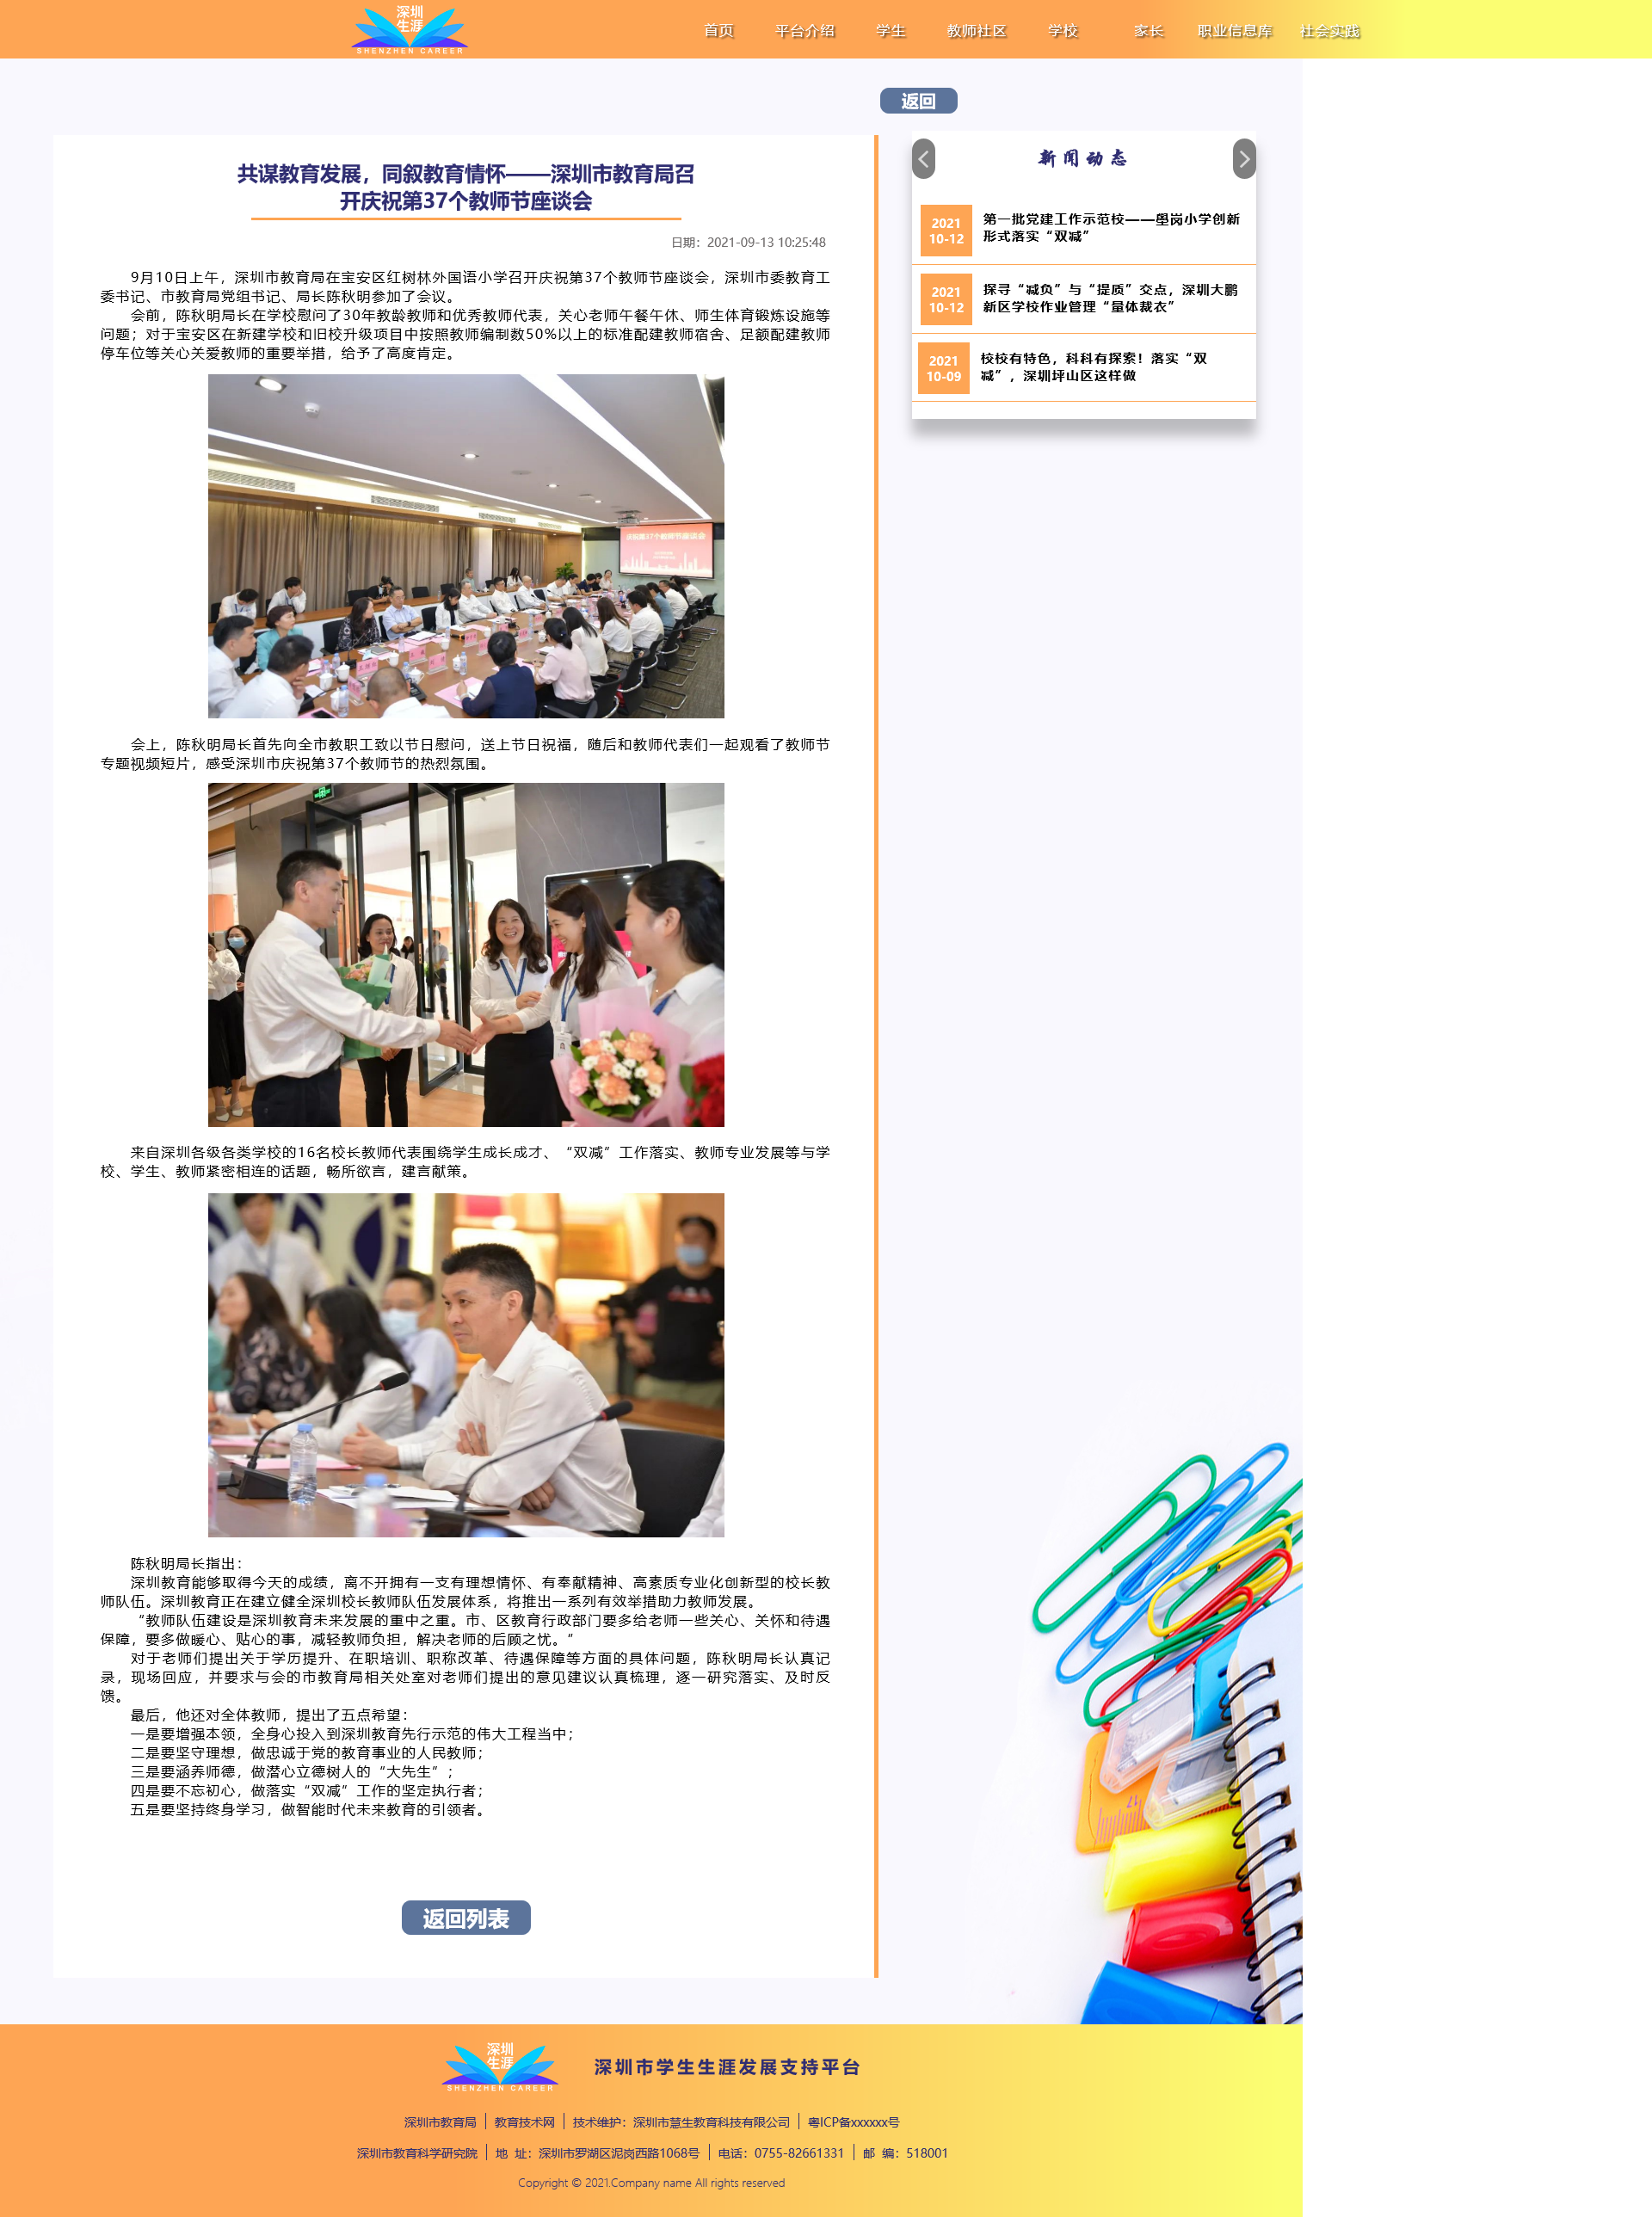 深圳
生涯
SHENZHEN CAREER
首页 平台介绍 学生 教师社区 学校 家长 职业信息库 社会实践
返回
共谋教育发展，同叙教育情怀——深圳市教育局召
开庆祝第37个教师节座谈会
日期：2021-09-13 10:25:48
9月10日上午，深圳市教育局在宝安区红树林外国语小学召开庆祝第37个教师节座谈会，深圳市委教育工
委书记、市教育局党组书记、局长陈秋明参加了会议。
会前，陈秋明局长在学校慰问了30年教龄教师和优秀教师代表，关心老师午餐午休、师生体育锻炼设施等
问题；对于宝安区在新建学校和旧校升级项目中按照教师编制数50%以上的标准配建教师宿舍、足额配建教师
停车位等关心关爱教师的重要举措，给予了高度肯定。
庆祝第37个教师节座谈会
会上，陈秋明局长首先向全市教职工致以节日慰问，送上节日祝福，随后和教师代表们一起观看了教师节
专题视频短片，感受深圳市庆祝第37个教师节的热烈氛围。
来自深圳各级各类学校的16名校长教师代表围绕学生成长成才、“双减”工作落实、教师专业发展等与学
校、学生、教师紧密相连的话题，畅所欲言，建言献策。
陈秋明局长指出：
深圳教育能够取得今天的成绩，离不开拥有一支有理想情怀、有奉献精神、高素质专业化创新型的校长教
师队伍。深圳教育正在建立健全深圳校长教师队伍发展体系，将推出一系列有效举措助力教师发展。
“教师队伍建设是深圳教育未来发展的重中之重。市、区教育行政部门要多给老师一些关心、关怀和待遇
保障，要多做暖心、贴心的事，减轻教师负担，解决老师的后顾之忧。”
对于老师们提出关于学历提升、在职培训、职称改革、待遇保障等方面的具体问题，陈秋明局长认真记
录，现场回应，并要求与会的市教育局相关处室对老师们提出的意见建议认真梳理，逐一研究落实、及时反
馈。
最后，他还对全体教师，提出了五点希望：
一是要增强本领，全身心投入到深圳教育先行示范的伟大工程当中；
二是要坚守理想，做忠诚于党的教育事业的人民教师；
三是要涵养师德，做潜心立德树人的“大先生”；
四是要不忘初心，做落实“双减”工作的坚定执行者；
五是要坚持终身学习，做智能时代未来教育的引领者。
返回列表
新闻动态
2021
10-12
第一批党建工作示范校——壆岗小学创新
形式落实“双减”
2021
10-12
探寻“减负”与“提质”交点，深圳大鹏
新区学校作业管理“量体裁衣”
2021
10-09
校校有特色，科科有探索！落实“双
减”，深圳坪山区这样做
深圳
生涯
SHENZHEN CAREER
深圳市学生生涯发展支持平台
深圳市教育局 教育技术网 技术维护：深圳市慧生教育科技有限公司 粤ICP备xxxxxx号
深圳市教育科学研究院 地 址：深圳市罗湖区泥岗西路1068号 电话：0755-82661331 邮 编：518001
Copyright © 2021.Company name All rights reserved